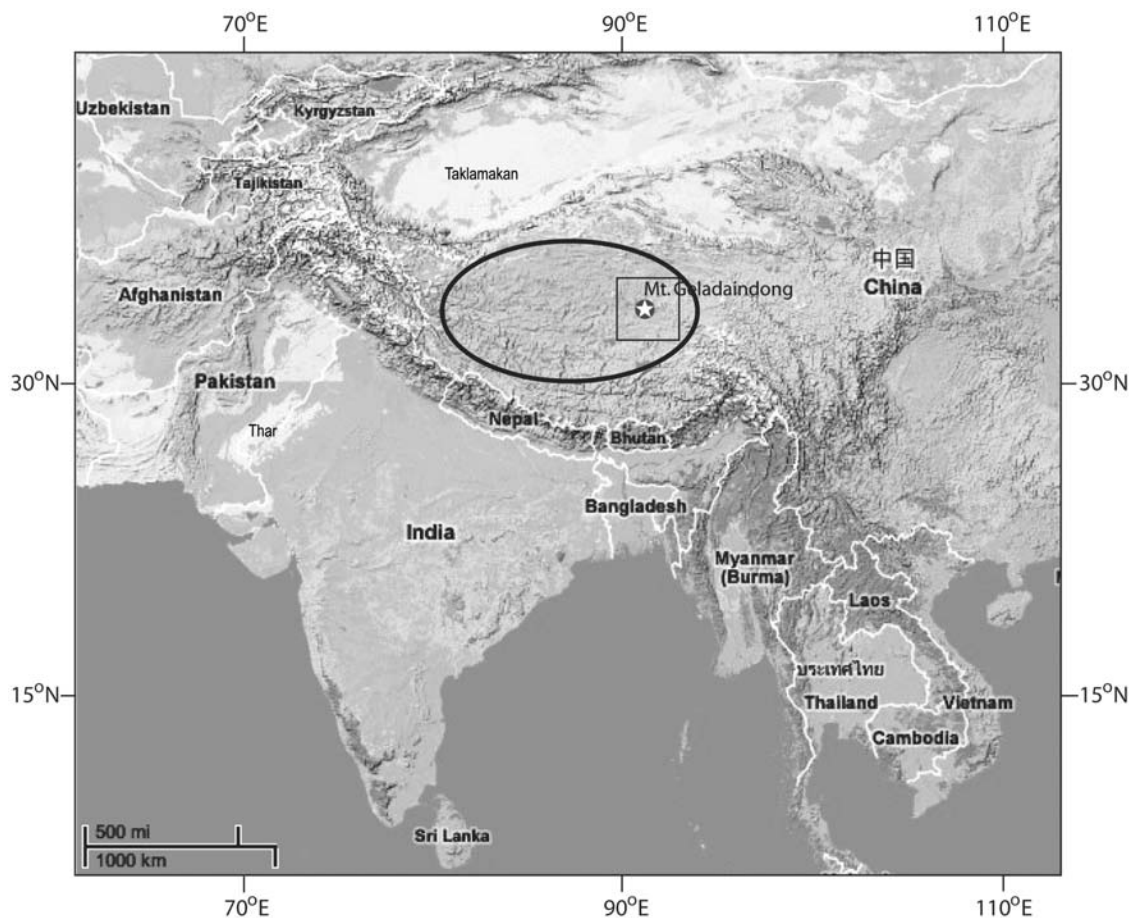 70°E 90°E 110°E
Uzbekistan
Kyrgyzstan
Taklamakan
Tajikistan
中国
China
Mt. Geladaindong
Afghanistan
30°N
Pakistan
30°N
Nepal
Thar
Bhutan
Bangladesh
India
Myanmar
(Burma)
Laos
ประเทศไทย
15°N
15°N
Thailand
Vietnam
Cambodia
500 mi
1000 km
Sri Lanka
70°E 90°E 110°E